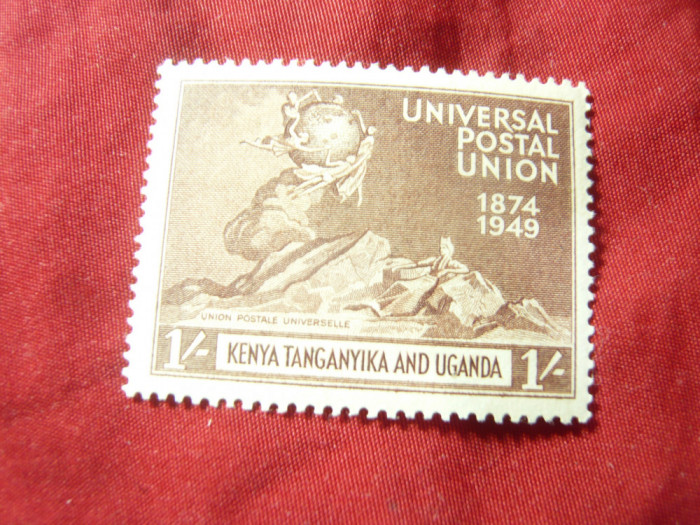 UNIVERSAL
POSTAL
UNION
1874
1949
UNION POSTALE UNIVERSELLE
1/- KENYA TANGANYIKA AND UGANDA 1/-